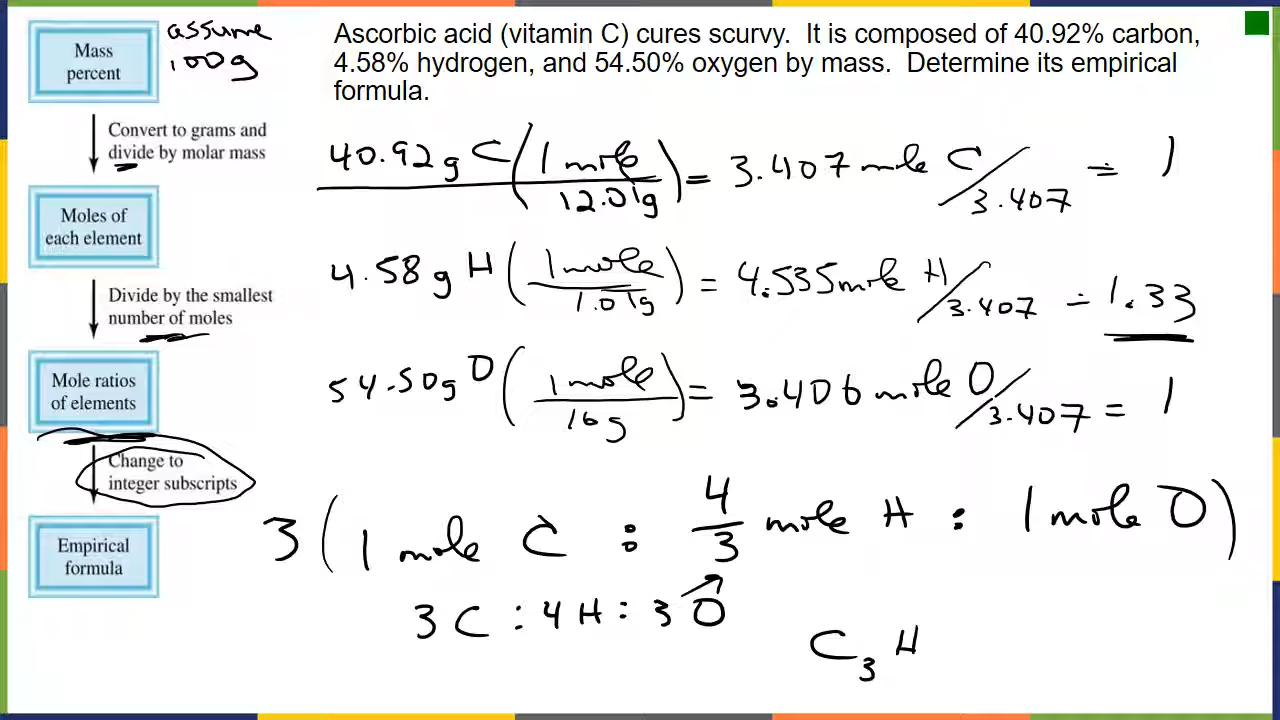 assume
100g
Mass
percent
Convert to grams and
divide by molar mass
Moles of
each element
Divide by the smallest
number of moles
Mole ratios
of elements
Change to
integer subscripts
Empirical
formula
Ascorbic acid (vitamin C) cures scurvy. It is composed of 40.92% carbon,
4.58% hydrogen, and 54.50% oxygen by mass. Determine its empirical
formula.
40.92g C (1 mole / 12.01g) = 3.407 mole C / 3.407 = 1
4.58 g H (1 mole / 1.01g) = 4.535 mole H / 3.407 = 1.33
54.50g O (1 mole / 16g) = 3.406 mole O / 3.407 = 1
3 (1 mole C : 4/3 mole H : 1 mole O)
3 C : 4 H : 3 O
C₃ H